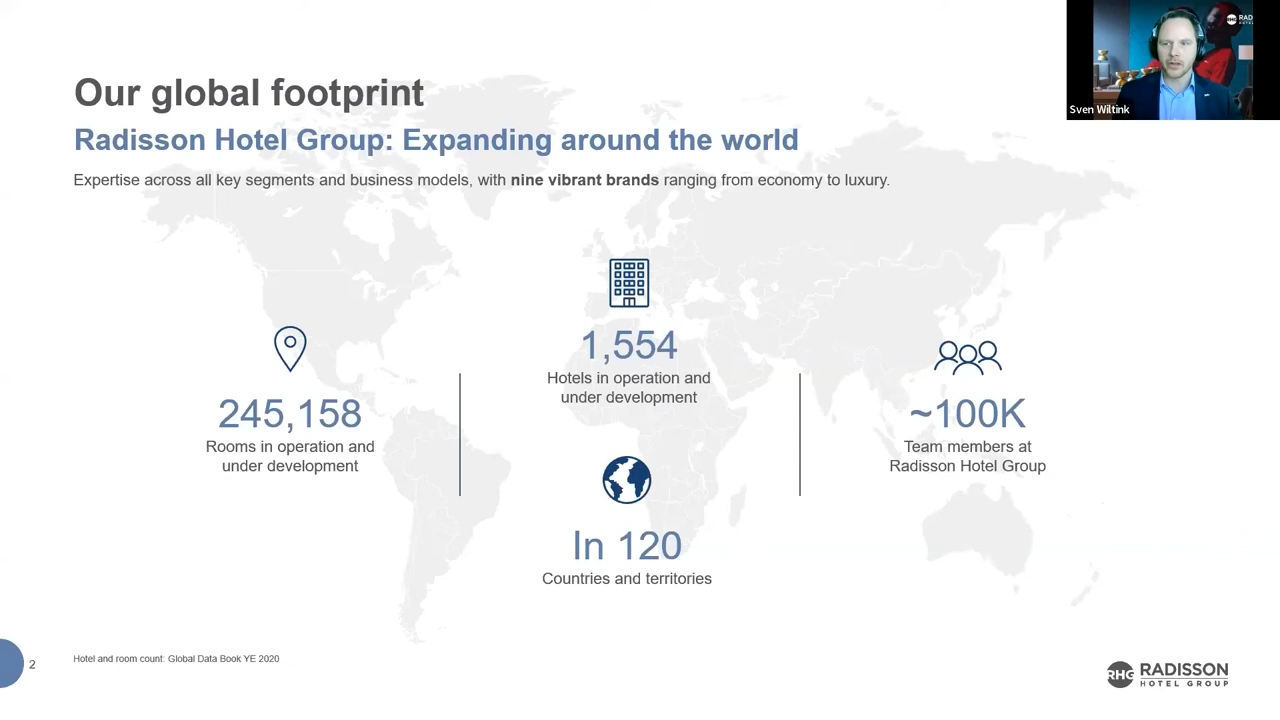 Our global footprint
Radisson Hotel Group: Expanding around the world
Expertise across all key segments and business models, with nine vibrant brands ranging from economy to luxury.
RAD
Sven Wiltink
245,158
Rooms in operation and
under development
1,554
Hotels in operation and
under development
In 120
Countries and territories
~100K
Team members at
Radisson Hotel Group
2
Hotel and room count: Global Data Book YE 2020
RHG RADISSON
HOTEL GROUP